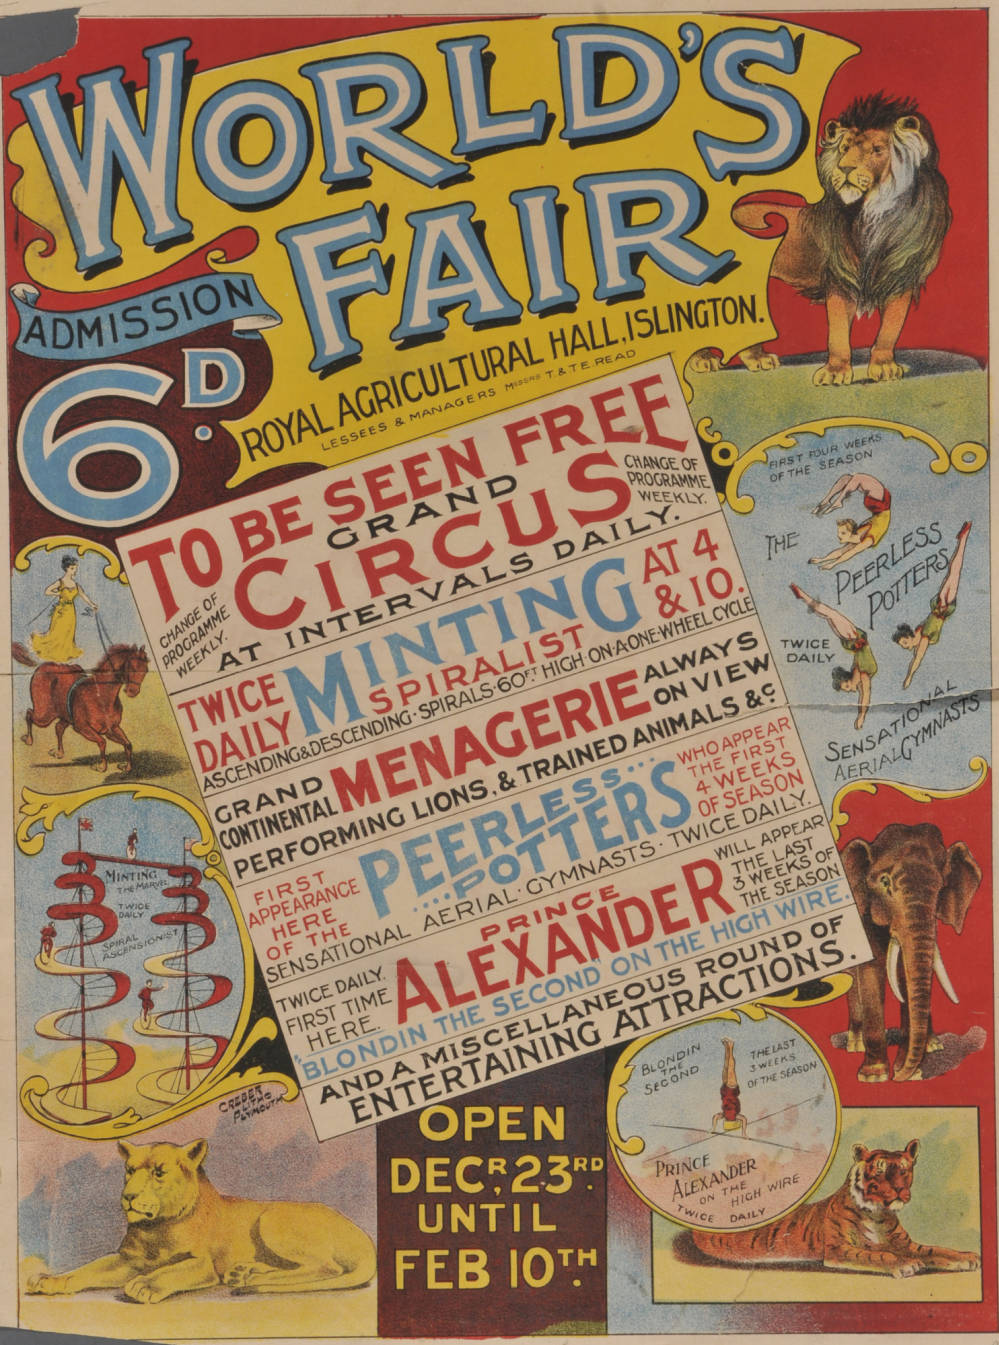 WORLD'S
FAIR
ADMISSION
6D.
ROYAL AGRICULTURAL HALL, ISLINGTON.
LESSEES & MANAGERS MESSRS T. & T.E. READ
TO BE SEEN FREE
GRAND
CIRCUS
CHANGE OF
PROGRAMME
WEEKLY.
CHANGE OF
PROGRAMME
WEEKLY.
AT INTERVALS DAILY.
TWICE
DAILY
MINTING
AT 4
& 10.
SPIRALIST
ASCENDING & DESCENDING · SPIRALS · 60FT HIGH · ON · A · ONE · WHEEL CYCLE
GRAND
CONTINENTAL
MENAGERIE
ALWAYS
ON VIEW
PERFORMING LIONS, & TRAINED ANIMALS &c
FIRST
APPEARANCE
HERE
OF THE
PEERLESS...
....POTTERS
WHO APPEAR
THE FIRST
4 WEEKS
OF SEASON
SENSATIONAL AERIAL · GYMNASTS · TWICE DAILY.
TWICE DAILY.
FIRST TIME
HERE.
PRINCE
ALEXANDER
WILL APPEAR
THE LAST
3 WEEKS OF
THE SEASON
"BLONDIN THE SECOND" ON THE HIGH WIRE.
AND A MISCELLANEOUS ROUND OF
ENTERTAINING ATTRACTIONS.
FIRST FOUR WEEKS
OF THE SEASON
THE
PEERLESS
POTTERS
TWICE
DAILY
SENSATIONAL
AERIAL GYMNASTS
MINTING
THE MARVEL
TWICE
DAILY
SPIRAL
ASCENSIONIST
CREBER
LITHO
PLYMOUTH
OPEN
DECR. 23RD.
UNTIL
FEB 10TH.
BLONDIN
THE
SECOND
THE LAST
3 WEEKS
OF THE SEASON
PRINCE
ALEXANDER
ON THE
HIGH WIRE
TWICE DAILY